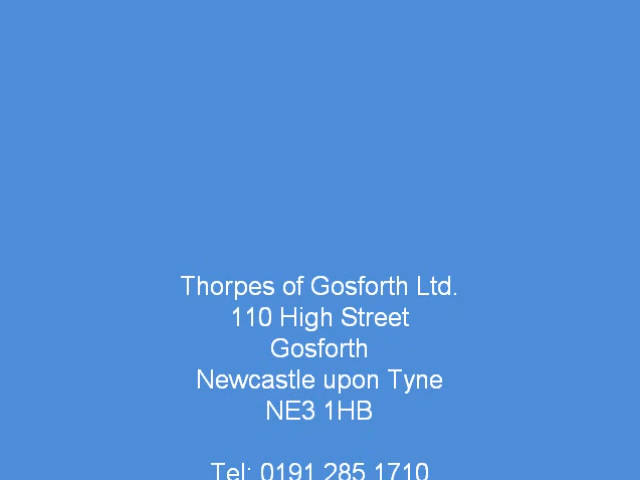 Thorpes of Gosforth Ltd.
110 High Street
Gosforth
Newcastle upon Tyne
NE3 1HB
Tel: 0191 285 1710